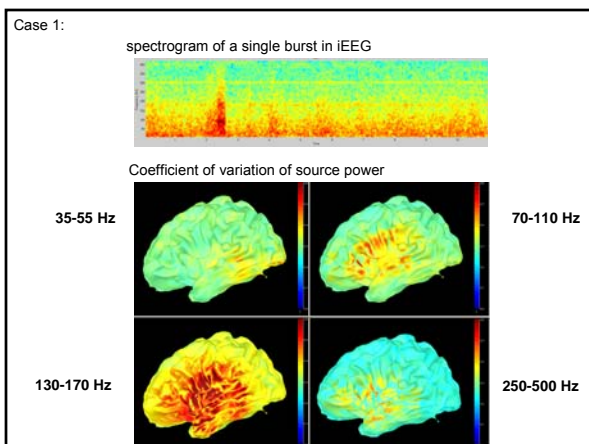 Case 1:
spectrogram of a single burst in iEEG
Coefficient of variation of source power
35-55 Hz
70-110 Hz
130-170 Hz
250-500 Hz